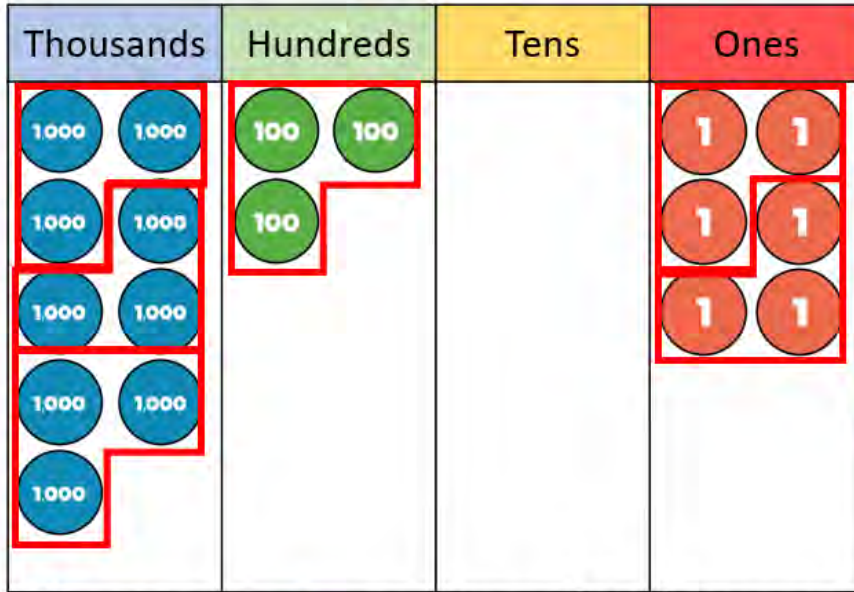 Thousands Hundreds Tens Ones
1,000 1,000 100 100 1 1
1,000 1,000 100 1 1
1,000 1,000 1 1
1,000 1,000
1,000